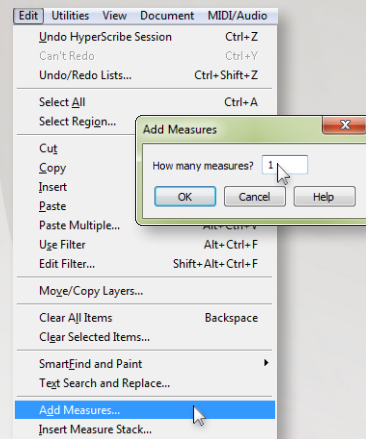 Edit Utilities View Document MIDI/Audio
Undo HyperScribe Session Ctrl+Z
Can't Redo Ctrl+Y
Undo/Redo Lists... Ctrl+Shift+Z
Select All Ctrl+A
Select Region...
Add Measures
How many measures? 1
OK Cancel Help
Cut
Copy
Insert
Paste
Paste Multiple... Alt+Ctrl+V
Use Filter Alt+Ctrl+F
Edit Filter... Shift+Alt+Ctrl+F
Move/Copy Layers...
Clear All Items Backspace
Clear Selected Items...
SmartFind and Paint
Text Search and Replace...
Add Measures...
Insert Measure Stack...